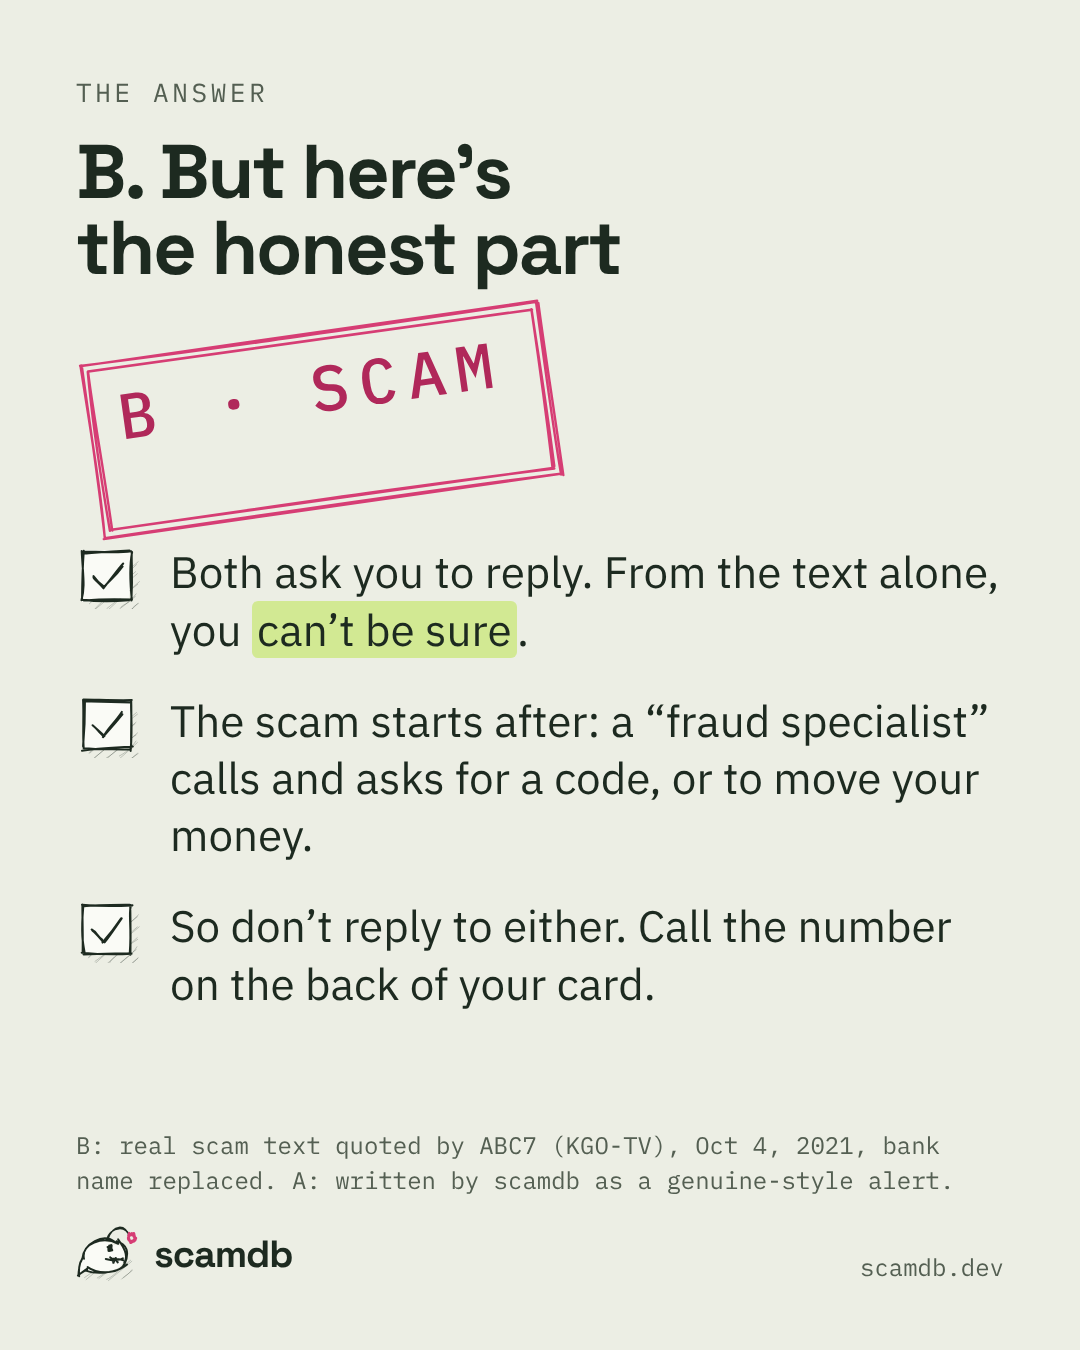 THE ANSWER
B. But here’s
the honest part
B · SCAM
Both ask you to reply. From the text alone,
you can’t be sure.
The scam starts after: a “fraud specialist”
calls and asks for a code, or to move your
money.
So don’t reply to either. Call the number
on the back of your card.
B: real scam text quoted by ABC7 (KGO-TV), Oct 4, 2021, bank
name replaced. A: written by scamdb as a genuine-style alert.
scamdb
scamdb.dev